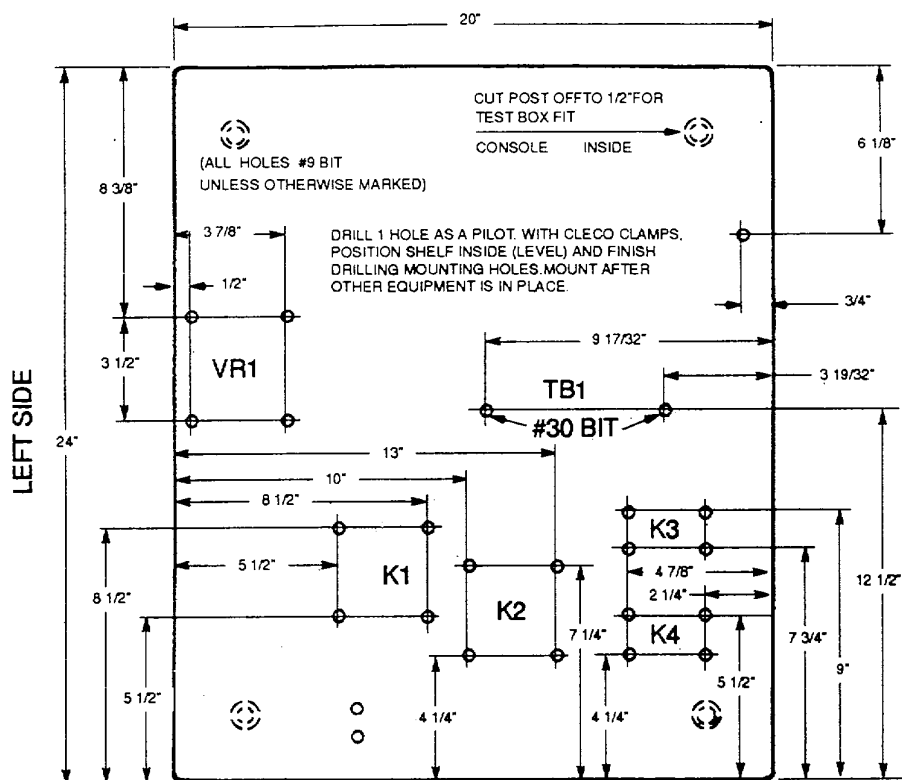 20"
CUT POST OFFTO 1/2"FOR
TEST BOX FIT
CONSOLE INSIDE
(ALL HOLES #9 BIT
UNLESS OTHERWISE MARKED)
6 1/8"
8 3/8"
3 7/8"
DRILL 1 HOLE AS A PILOT. WITH CLECO CLAMPS,
POSITION SHELF INSIDE (LEVEL) AND FINISH
DRILLING MOUNTING HOLES.MOUNT AFTER
OTHER EQUIPMENT IS IN PLACE.
1/2"
3/4"
9 17/32"
3 1/2"
VR1
3 19/32"
TB1
#30 BIT
LEFT SIDE
24"
13"
10"
8 1/2"
K3
5 1/2"
K1
4 7/8"
12 1/2"
8 1/2"
2 1/4"
K2
7 1/4"
K4
7 3/4"
9"
5 1/2"
5 1/2"
4 1/4"
4 1/4"